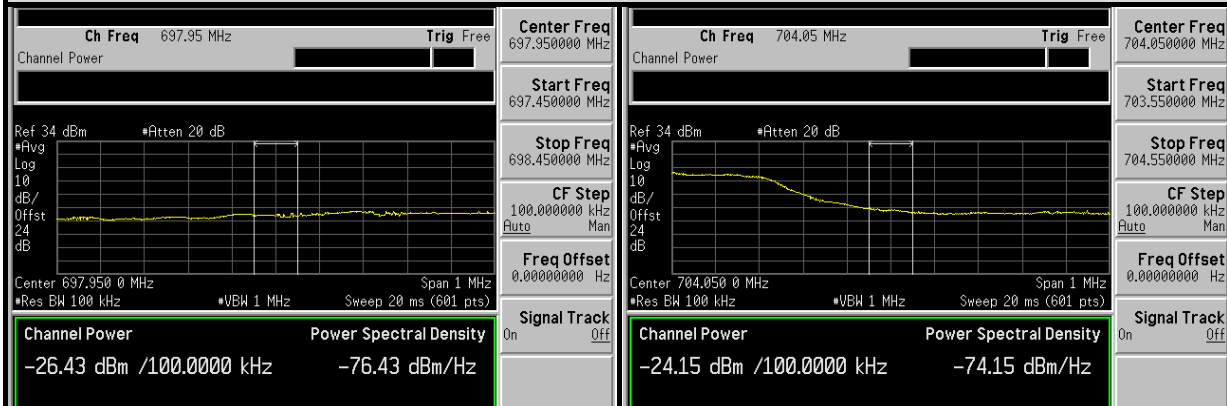 Ch Freq 697.95 MHz Trig Free
Channel Power
Ref 34 dBm #Atten 20 dB
#Avg
Log
10
dB/
Offst
24
dB
Center 697.950 0 MHz Span 1 MHz
#Res BW 100 kHz #VBW 1 MHz Sweep 20 ms (601 pts)
Channel Power Power Spectral Density
-26.43 dBm /100.0000 kHz -76.43 dBm/Hz
Center Freq
697.950000 MHz
Start Freq
697.450000 MHz
Stop Freq
698.450000 MHz
CF Step
100.000000 kHz
Auto Man
Freq Offset
0.00000000 Hz
Signal Track
On Off
Ch Freq 704.05 MHz Trig Free
Channel Power
Ref 34 dBm #Atten 20 dB
#Avg
Log
10
dB/
Offst
24
dB
Center 704.050 0 MHz Span 1 MHz
#Res BW 100 kHz #VBW 1 MHz Sweep 20 ms (601 pts)
Channel Power Power Spectral Density
-24.15 dBm /100.0000 kHz -74.15 dBm/Hz
Center Freq
704.050000 MHz
Start Freq
703.550000 MHz
Stop Freq
704.550000 MHz
CF Step
100.000000 kHz
Auto Man
Freq Offset
0.00000000 Hz
Signal Track
On Off